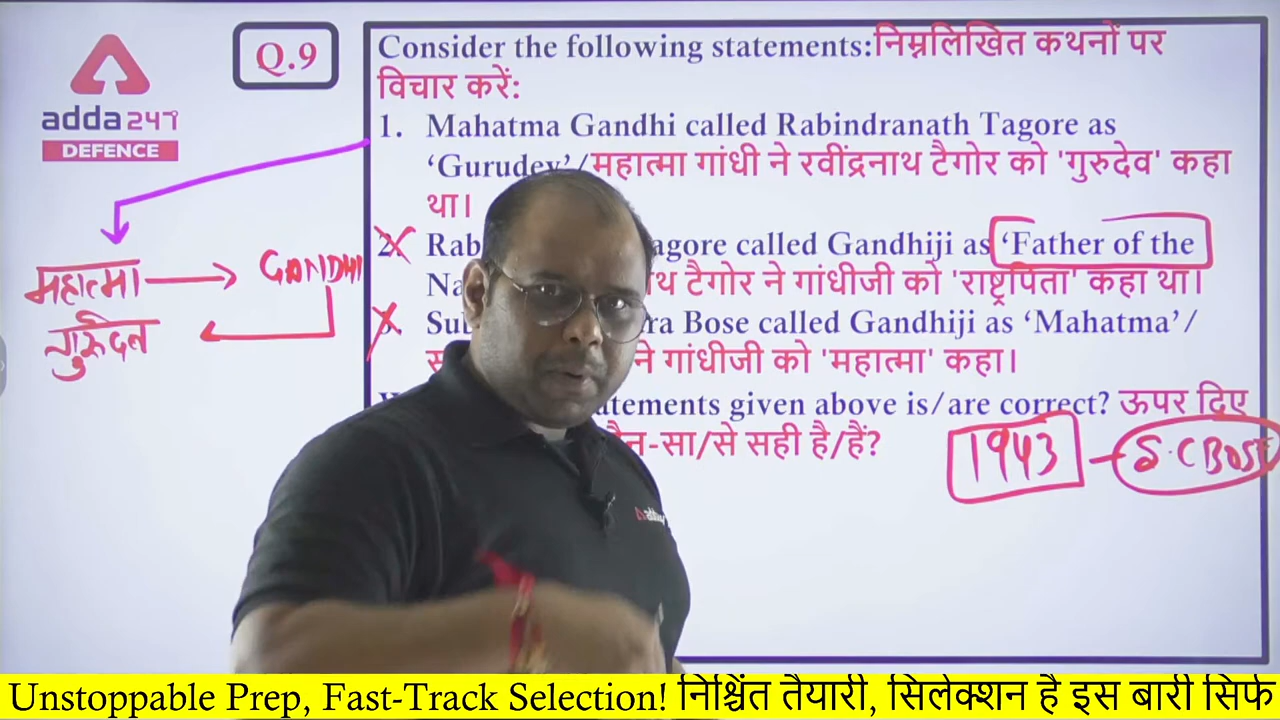 adda247
DEFENCE
Q.9
Consider the following statements:निम्नलिखित कथनों पर
विचार करें:
1. Mahatma Gandhi called Rabindranath Tagore as
‘Gurudev’/महात्मा गांधी ने रवींद्रनाथ टैगोर को 'गुरुदेव' कहा
था।
2. Rab agore called Gandhiji as ‘Father of the
Na थ टैगोर ने गांधीजी को 'राष्ट्रपिता' कहा था।
3. Su ra Bose called Gandhiji as ‘Mahatma’/
ने गांधीजी को 'महात्मा' कहा।
atements given above is/are correct? ऊपर दिए
न-सा/से सही है/हैं?
महात्मा
GANDHI
गुरुदेव
1943 - S.C BOSE
adda
Unstoppable Prep, Fast-Track Selection! निश्चिंत तैयारी, सिलेक्शन है इस बारी सिर्फ